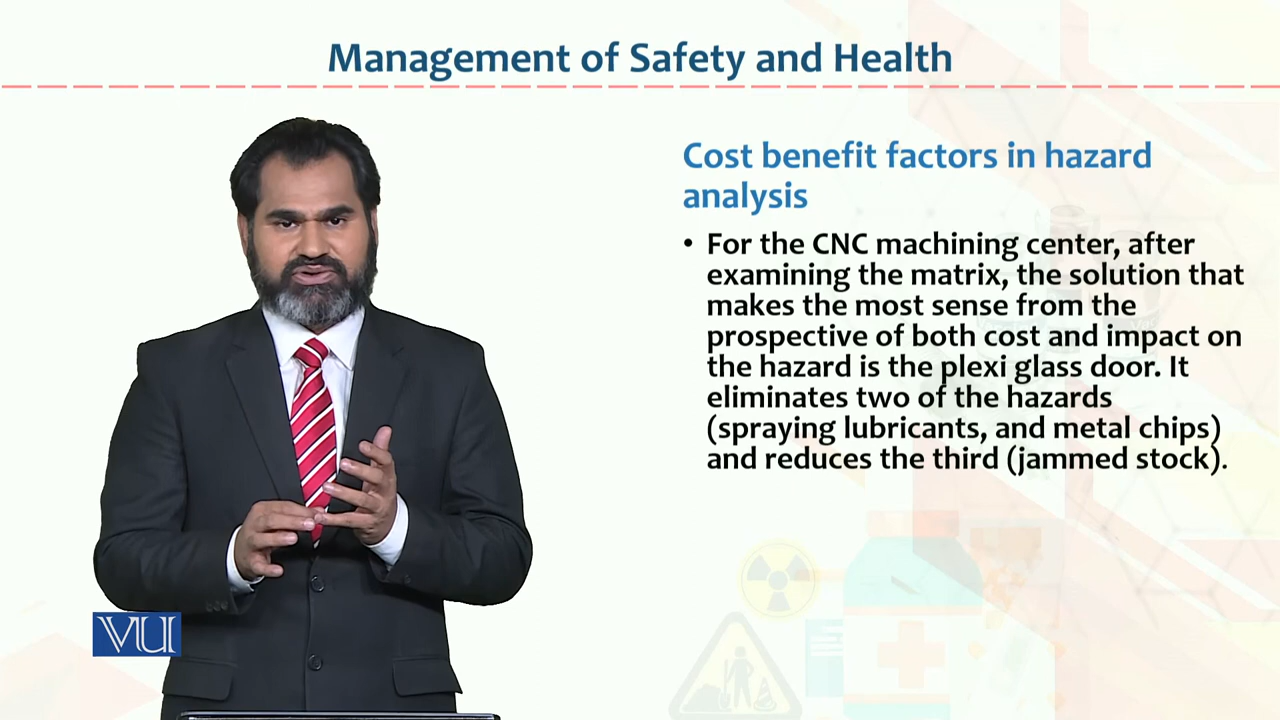 Management of Safety and Health
Cost benefit factors in hazard
analysis
• For the CNC machining center, after
examining the matrix, the solution that
makes the most sense from the
prospective of both cost and impact on
the hazard is the plexi glass door. It
eliminates two of the hazards
(spraying lubricants, and metal chips)
and reduces the third (jammed stock).
VU